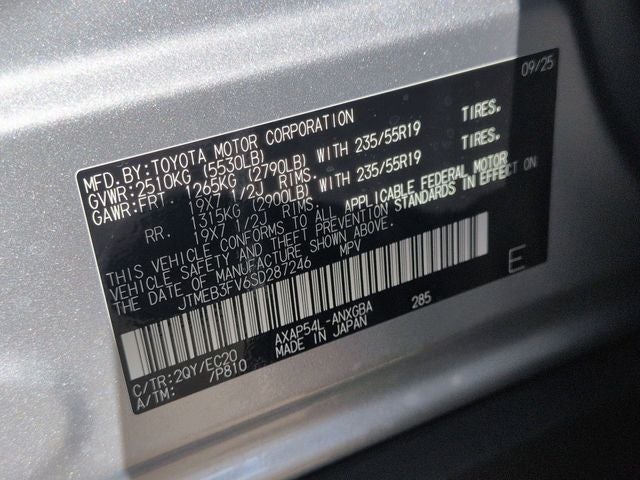 09/25
MFD.BY:TOYOTA MOTOR CORPORATION
GVWR:2510KG (5530LB)
GAWR:FRT. 1265KG (2790LB) WITH 235/55R19 TIRES.
19X7 1/2J RIMS.
RR. 1315KG (2900LB) WITH 235/55R19 TIRES.
19X7 1/2J RIMS.
THIS VEHICLE CONFORMS TO ALL APPLICABLE FEDERAL MOTOR
VEHICLE SAFETY AND THEFT PREVENTION STANDARDS IN EFFECT ON
THE DATE OF MANUFACTURE SHOWN ABOVE.
JTMEB3FV6SD287246 MPV
E
C/TR:2QY/EC20 AXAP54L-ANXGBA 285
A/TM: /P810 MADE IN JAPAN